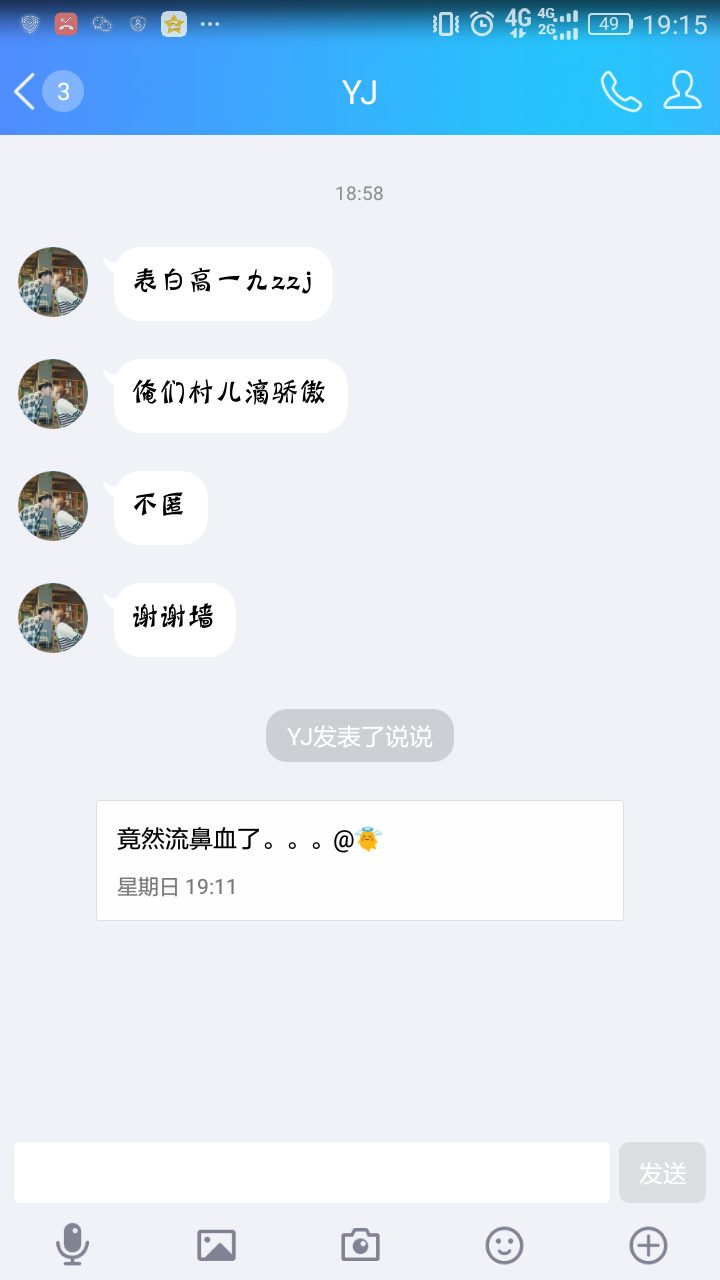 4G 4G 2G 49 19:15
3 YJ
18:58
表白高一九zzj
俺们村儿滴骄傲
不匿
谢谢墙
YJ发表了说说
竟然流鼻血了。。。@
星期日 19:11
发送